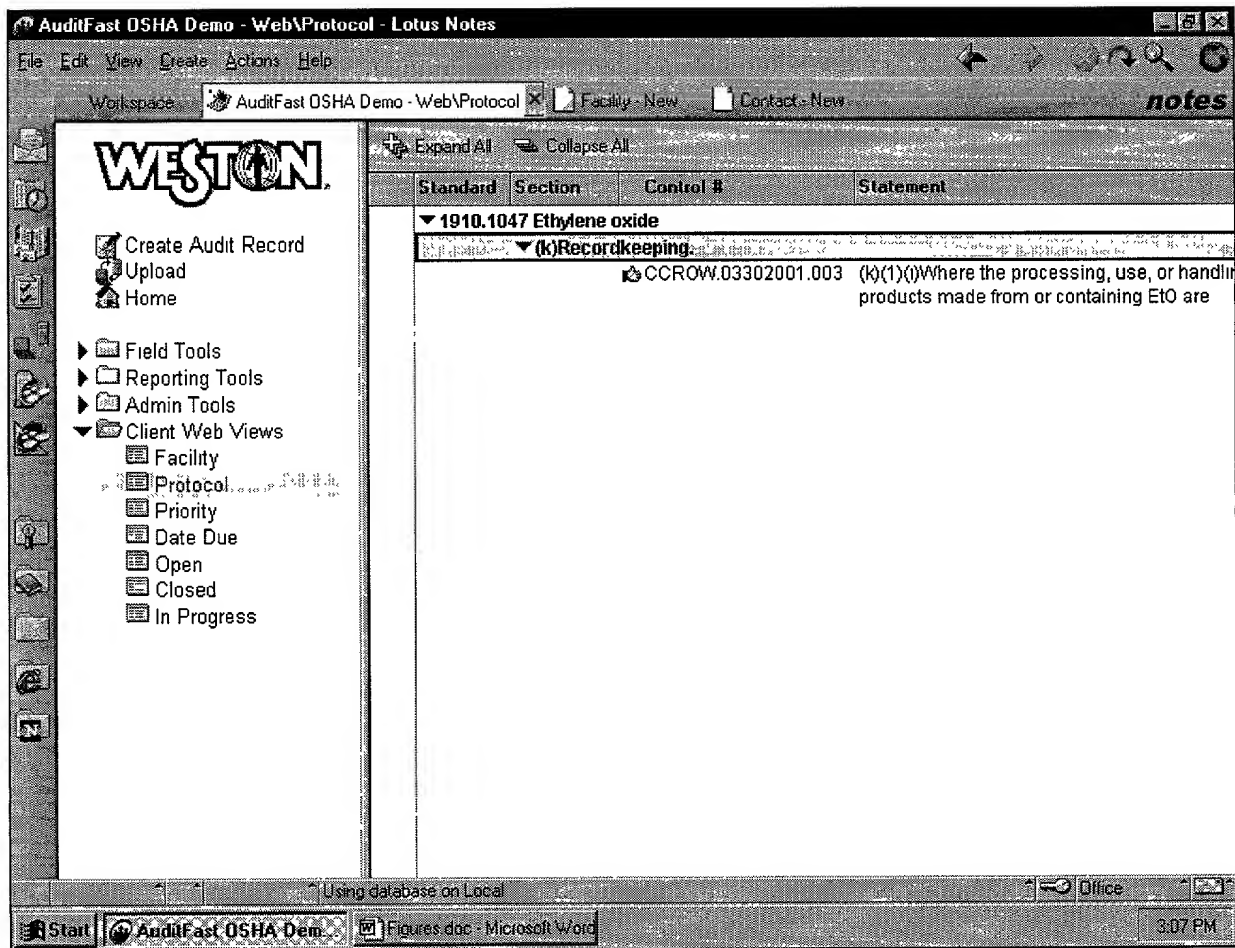 AuditFast OSHA Demo - Web\Protocol - Lotus Notes
File Edit View Create Actions Help
Workspace AuditFast OSHA Demo - Web\Protocol Facility - New Contact - New notes
WESTON.
Create Audit Record
Upload
Home
Field Tools
Reporting Tools
Admin Tools
Client Web Views
Facility
Protocol
Priority
Date Due
Open
Closed
In Progress
Expand All Collapse All
Standard Section Control # Statement
1910.1047 Ethylene oxide
(k)Recordkeeping.
CCROW.03302001.003 (k)(1)(i)Where the processing, use, or handlin
products made from or containing EtO are
Using database on Local Office
Start AuditFast OSHA Dem... Figures.doc - Microsoft Word 3:07 PM